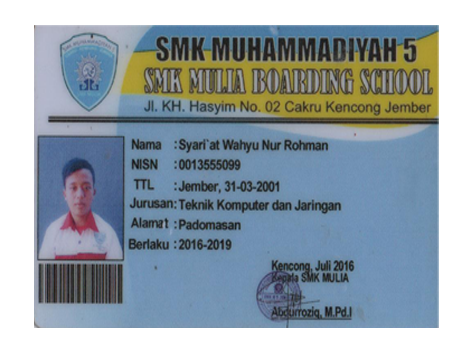 SMK MUHAMMADIYAH 5
SMK MULIA BOARDING SCHOOL
Jl. KH. Hasyim No. 02 Cakru Kencong Jember
Nama : Syari`at Wahyu Nur Rohman
NISN : 0013555099
TTL : Jember, 31-03-2001
Jurusan : Teknik Komputer dan Jaringan
Alamat : Padomasan
Berlaku : 2016-2019
Kencong, Juli 2016
Kepala SMK MULIA
Abdurroziq, M.Pd.I